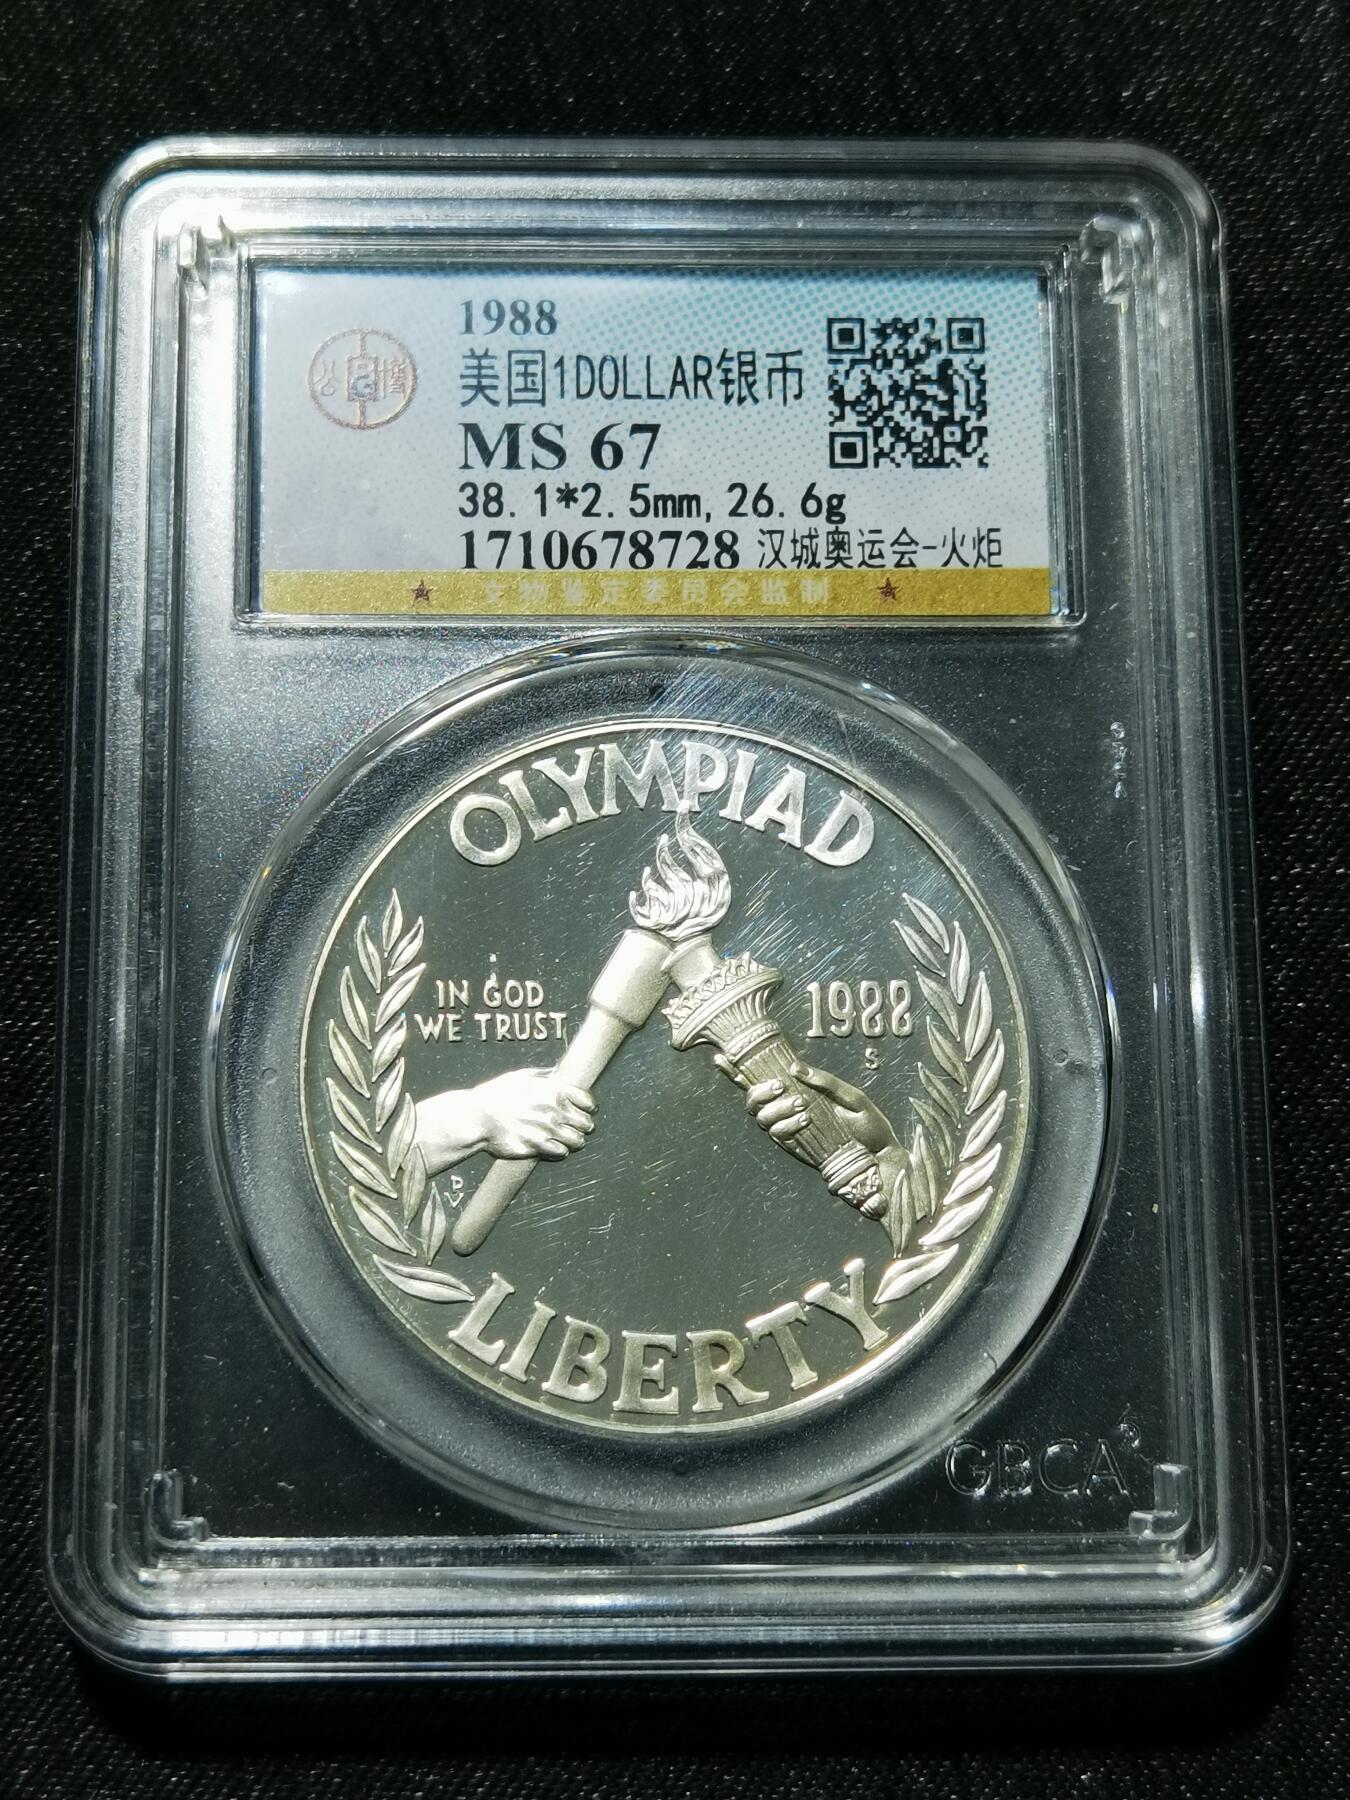 1988
美国1DOLLAR银币
MS 67
38.1*2.5mm,26.6g
1710678728 汉城奥运会-火炬
文物鉴定委员会监制
OLYMPIAD
IN GOD
WE TRUST
1988
S
D
V
LIBERTY
GBCA